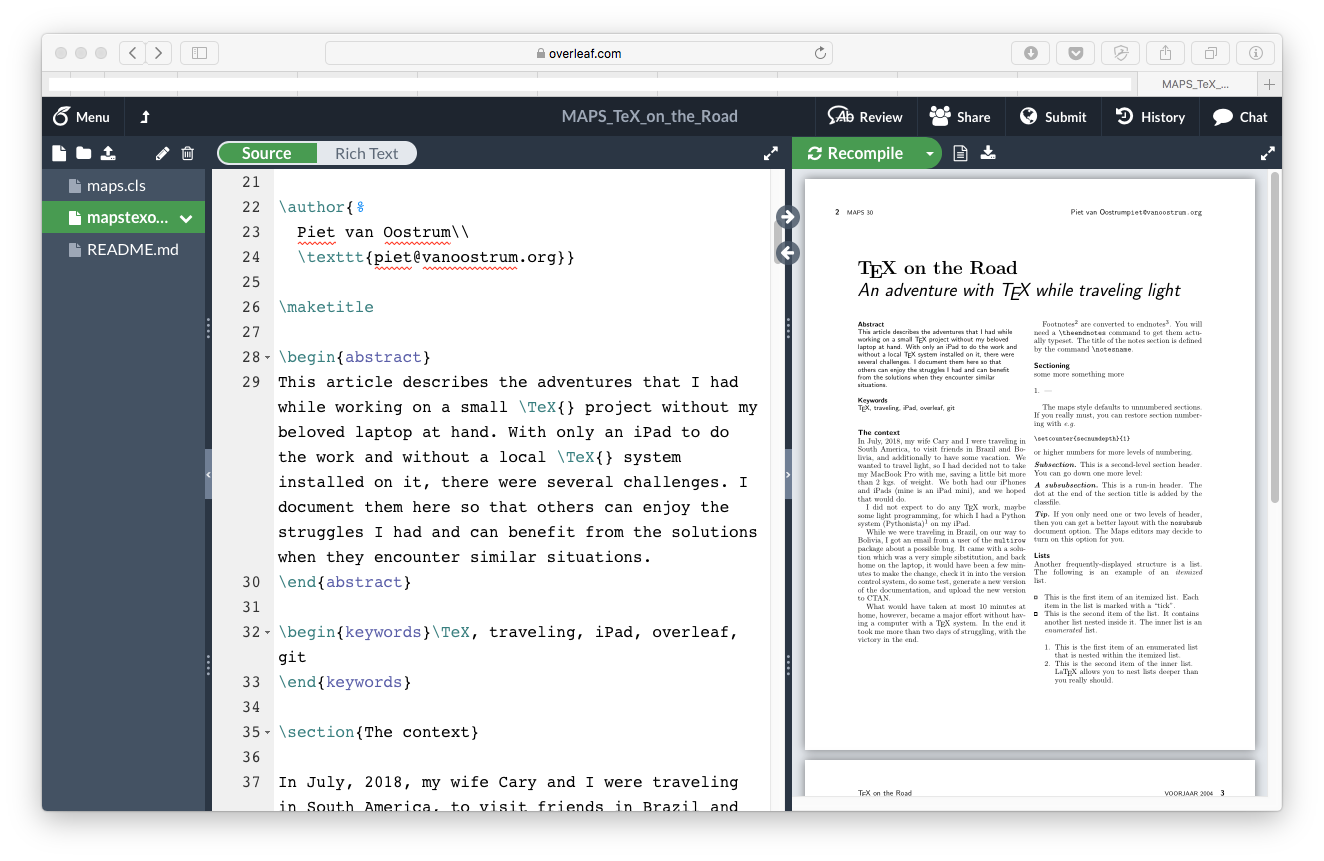 overleaf.com
MAPS_TeX_...
Menu
MAPS_TeX_on_the_Road
Review
Share
Submit
History
Chat
Source
Rich Text
Recompile
maps.cls
mapstexo...
README.md
21
22 \author{%
23 Piet van Oostrum\\
24 \texttt{piet@vanoostrum.org}}
25
26 \maketitle
27
28 \begin{abstract}
29 This article describes the adventures that I had
while working on a small \TeX{} project without my
beloved laptop at hand. With only an iPad to do
the work and without a local \TeX{} system
installed on it, there were several challenges. I
document them here so that others can enjoy the
struggles I had and can benefit from the solutions
when they encounter similar situations.
30 \end{abstract}
31
32 \begin{keywords}\TeX, traveling, iPad, overleaf,
git
33 \end{keywords}
34
35 \section{The context}
36
37 In July, 2018, my wife Cary and I were traveling
in South America, to visit friends in Brazil and
2 MAPS 30
Piet van Oostrumpiet@vanoostrum.org
TEX on the Road
An adventure with TEX while traveling light
Abstract
This article describes the adventures that I had while
working on a small TEX project without my beloved
laptop at hand. With only an iPad to do the work and
without a local TEX system installed on it, there were
several challenges. I document them here so that
others can enjoy the struggles I had and can benefit
from the solutions when they encounter similar
situations.
Keywords
TEX, traveling, iPad, overleaf, git
The context
In July, 2018, my wife Cary and I were traveling in
South America, to visit friends in Brazil and Bo-
livia, and additionally to have some vacation. We
wanted to travel light, so I had decided not to take
my MacBook Pro with me, saving a little bit more
than 2 kgs. of weight. We both had our iPhones
and iPads (mine is an iPad mini), and we hoped
that would do.
I did not expect to do any TEX work, maybe
some light programming, for which I had a Python
system (Pythonista)1 on my iPad.
While we were traveling in Brazil, on our way to
Bolivia, I got an email from a user of the multirow
package about a possible bug. It came with a solu-
tion which was a very simple sibstitution, and back
home on the laptop, it would have been a few min-
utes to make the change, check it in into the version
control system, do some test, generate a new version
of the documentation, and upload the new version
to CTAN.
What would have taken at most 10 minutes at
home, however, became a major effort without hav-
ing a computer with a TEX system. In the end it
took me more than two days of struggling, with the
victory in the end.
Footnotes2 are converted to endnotes3. You will
need a \theendnotes command to get them actu-
ally typeset. The title of the notes section is defined
by the command \notesname.
Sectioning
some more something more
1. —
The maps style defaults to unnumbered sections.
If you really must, you can restore section number-
ing with e.g.
\setcounter{secnumdepth}{1}
or higher numbers for more levels of numbering.
Subsection. This is a second-level section header.
You can go down one more level:
A subsubsection. This is a run-in header. The
dot at the end of the section title is added by the
classfile.
Tip. If you only need one or two levels of header,
then you can get a better layout with the nosubsub
document option. The Maps editors may decide to
turn on this option for you.
Lists
Another frequently-displayed structure is a list.
The following is an example of an itemized
list.
This is the first item of an itemized list. Each
item in the list is marked with a “tick”.
This is the second item of the list. It contains
another list nested inside it. The inner list is an
enumerated list.
1. This is the first item of an enumerated list
that is nested within the itemized list.
2. This is the second item of the inner list.
LaTEX allows you to nest lists deeper than
you really should.
TEX on the Road
VOORJAAR 2004 3